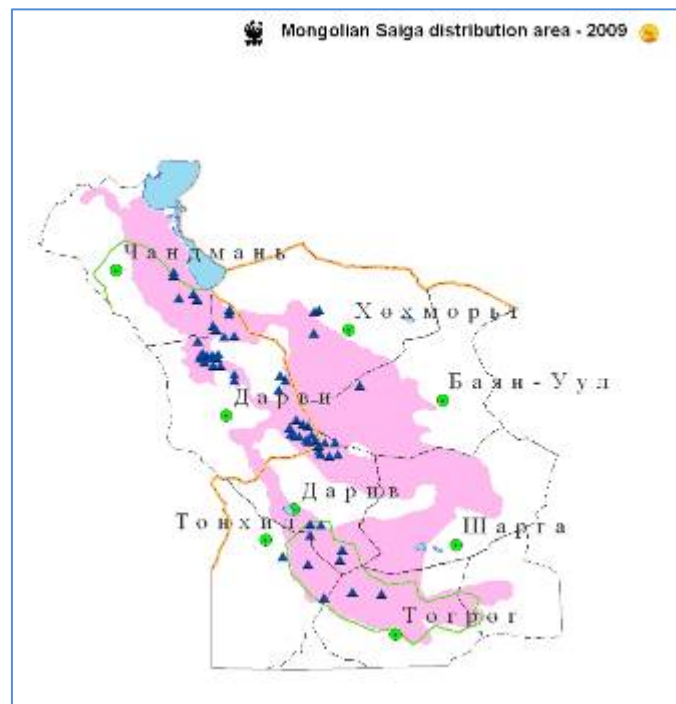 Mongolian Saiga distribution area - 2009
Чандмань
Хохморьт
Баян-Уул
Дарви
Дарив
Тонхил
Шарга
Тогрог